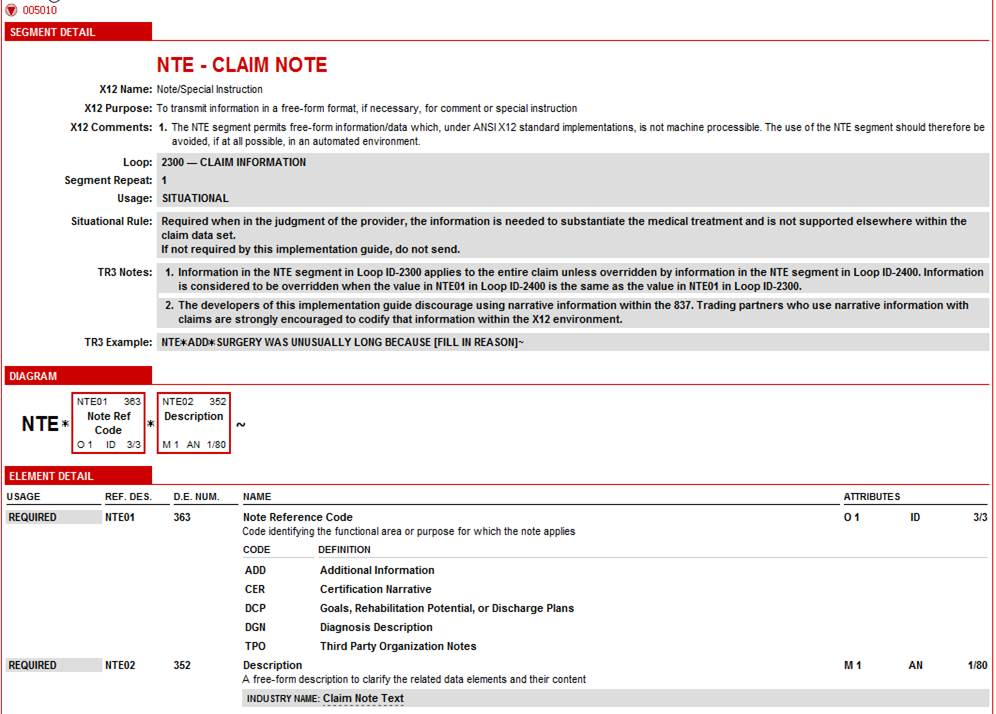 005010
SEGMENT DETAIL
NTE - CLAIM NOTE
X12 Name: Note/Special Instruction
X12 Purpose: To transmit information in a free-form format, if necessary, for comment or special instruction
X12 Comments: 1. The NTE segment permits free-form information/data which, under ANSI X12 standard implementations, is not machine processible. The use of the NTE segment should therefore be
avoided, if at all possible, in an automated environment.
Loop: 2300 — CLAIM INFORMATION
Segment Repeat: 1
Usage: SITUATIONAL
Situational Rule: Required when in the judgment of the provider, the information is needed to substantiate the medical treatment and is not supported elsewhere within the
claim data set.
If not required by this implementation guide, do not send.
TR3 Notes: 1. Information in the NTE segment in Loop ID-2300 applies to the entire claim unless overridden by information in the NTE segment in Loop ID-2400. Information
is considered to be overridden when the value in NTE01 in Loop ID-2400 is the same as the value in NTE01 in Loop ID-2300.
2. The developers of this implementation guide discourage using narrative information within the 837. Trading partners who use narrative information with
claims are strongly encouraged to codify that information within the X12 environment.
TR3 Example: NTE*ADD*SURGERY WAS UNUSUALLY LONG BECAUSE [FILL IN REASON]~
DIAGRAM
NTE01 363 NTE02 352
NTE * Note Ref * Description ~
Code
O 1 ID 3/3 M 1 AN 1/80
ELEMENT DETAIL
USAGE REF. DES. D.E. NUM. NAME ATTRIBUTES
REQUIRED NTE01 363 Note Reference Code O 1 ID 3/3
Code identifying the functional area or purpose for which the note applies
CODE DEFINITION
ADD Additional Information
CER Certification Narrative
DCP Goals, Rehabilitation Potential, or Discharge Plans
DGN Diagnosis Description
TPO Third Party Organization Notes
REQUIRED NTE02 352 Description M 1 AN 1/80
A free-form description to clarify the related data elements and their content
INDUSTRY NAME: Claim Note Text